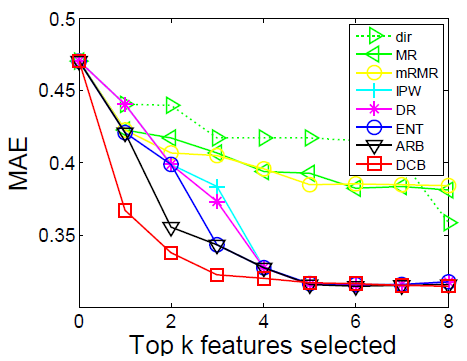 0.5
0.45
0.4
0.35
MAE
dir
MR
mRMR
IPW
DR
ENT
ARB
DCB
0 2 4 6 8
Top k features selected